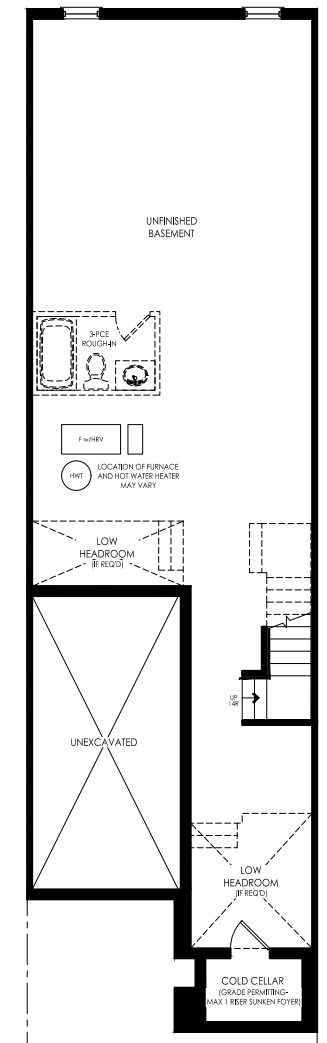 UNFINISHED
BASEMENT
3-PCE
ROUGH-IN
F w/HRV
HWT
LOCATION OF FURNACE
AND HOT WATER HEATER
MAY VARY
LOW
HEADROOM
(IF REQ'D)
UNEXCAVATED
UP
14R
LOW
HEADROOM
(IF REQ'D)
COLD CELLAR
(GRADE PERMITTING-
MAX 1 RISER SUNKEN FOYER)